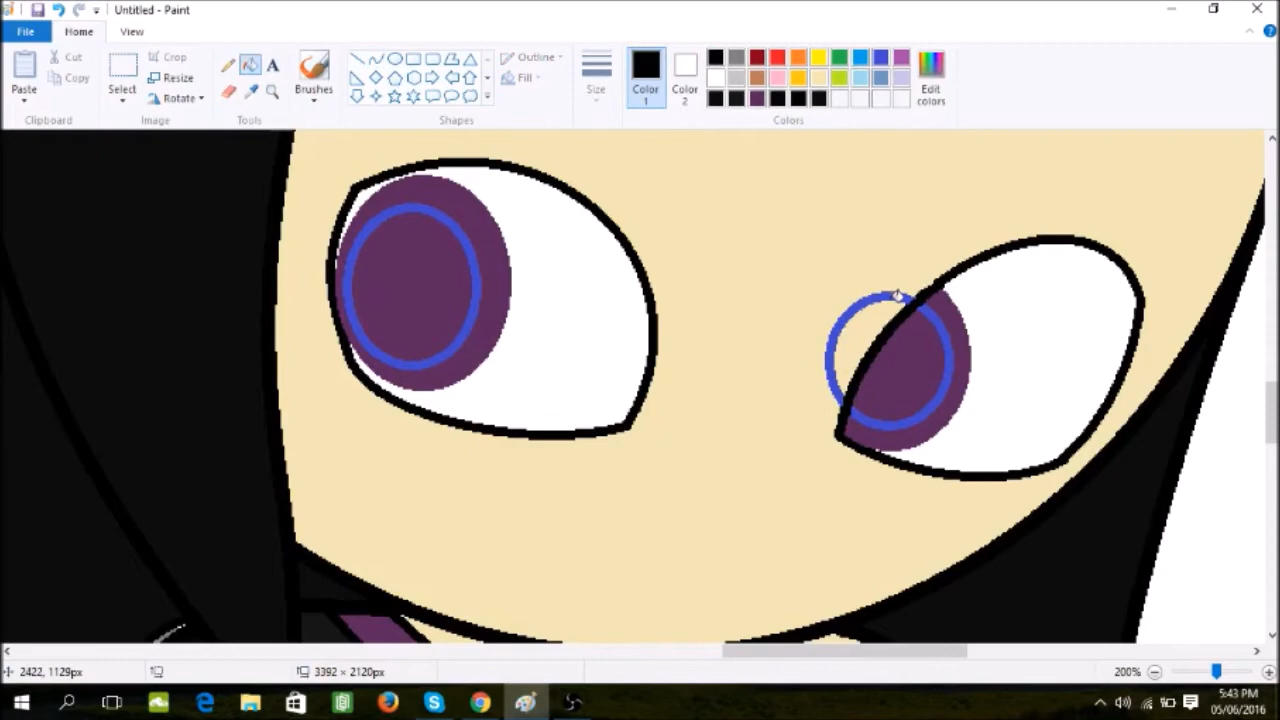 Untitled - Paint
File
Home
View
Paste
Cut
Copy
Clipboard
Select
Crop
Resize
Rotate
Image
A
Tools
Brushes
Outline
Fill
Shapes
Size
Color 1
Color 2
Edit colors
Colors
2422, 1129px
3392 × 2120px
200%
5:43 PM
05/06/2016